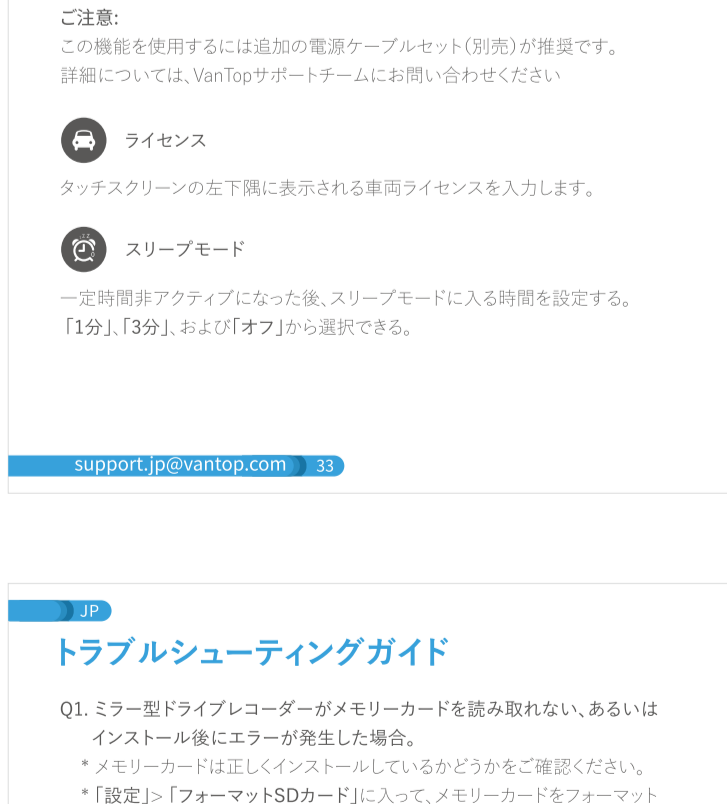 ご注意:
この機能を使用するには追加の電源ケーブルセット(別売)が推奨です。
詳細については、VanTopサポートチームにお問い合わせください
ライセンス
タッチスクリーンの左下隅に表示される車両ライセンスを入力します。
スリープモード
一定時間非アクティブになった後、スリープモードに入る時間を設定する。
「1分」、「3分」、および「オフ」から選択できる。
support.jp@vantop.com 33
JP
トラブルシューティングガイド
Q1. ミラー型ドライブレコーダーがメモリーカードを読み取れない、あるいは
インストール後にエラーが発生した場合。
* メモリーカードは正しくインストールしているかどうかをご確認ください。
*「設定」>「フォーマットSDカード」に入って、メモリーカードをフォーマット